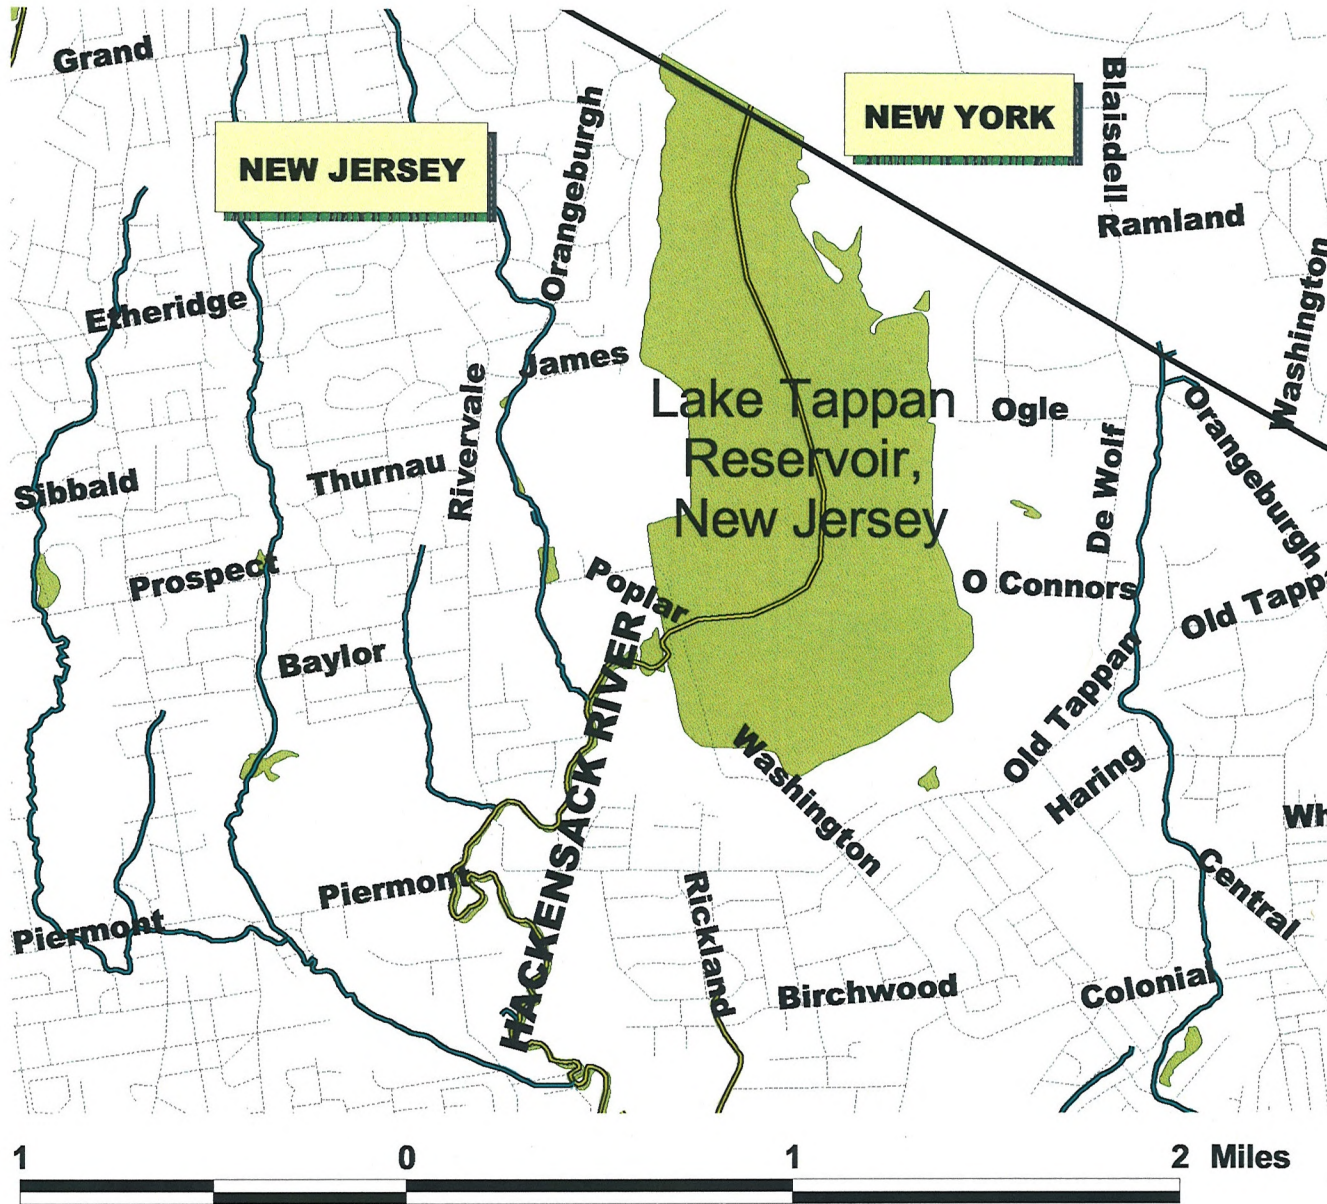 Grand
NEW YORK
Blaisdell
NEW JERSEY
Orangeburgh
Ramland
Washington
Etheridge
James
Rivervale
Lake Tappan
Reservoir,
New Jersey
Ogle
Orangeburgh
De Wolf
Sibbald
Thurnau
Prospect
Poplar
O Connors
Old Tappa
Baylor
HACKENSACK RIVER
Old Tappan
Washington
Haring
Wh
Central
Piermont
Rickland
Piermont
Birchwood
Colonial
1 0 1 2 Miles